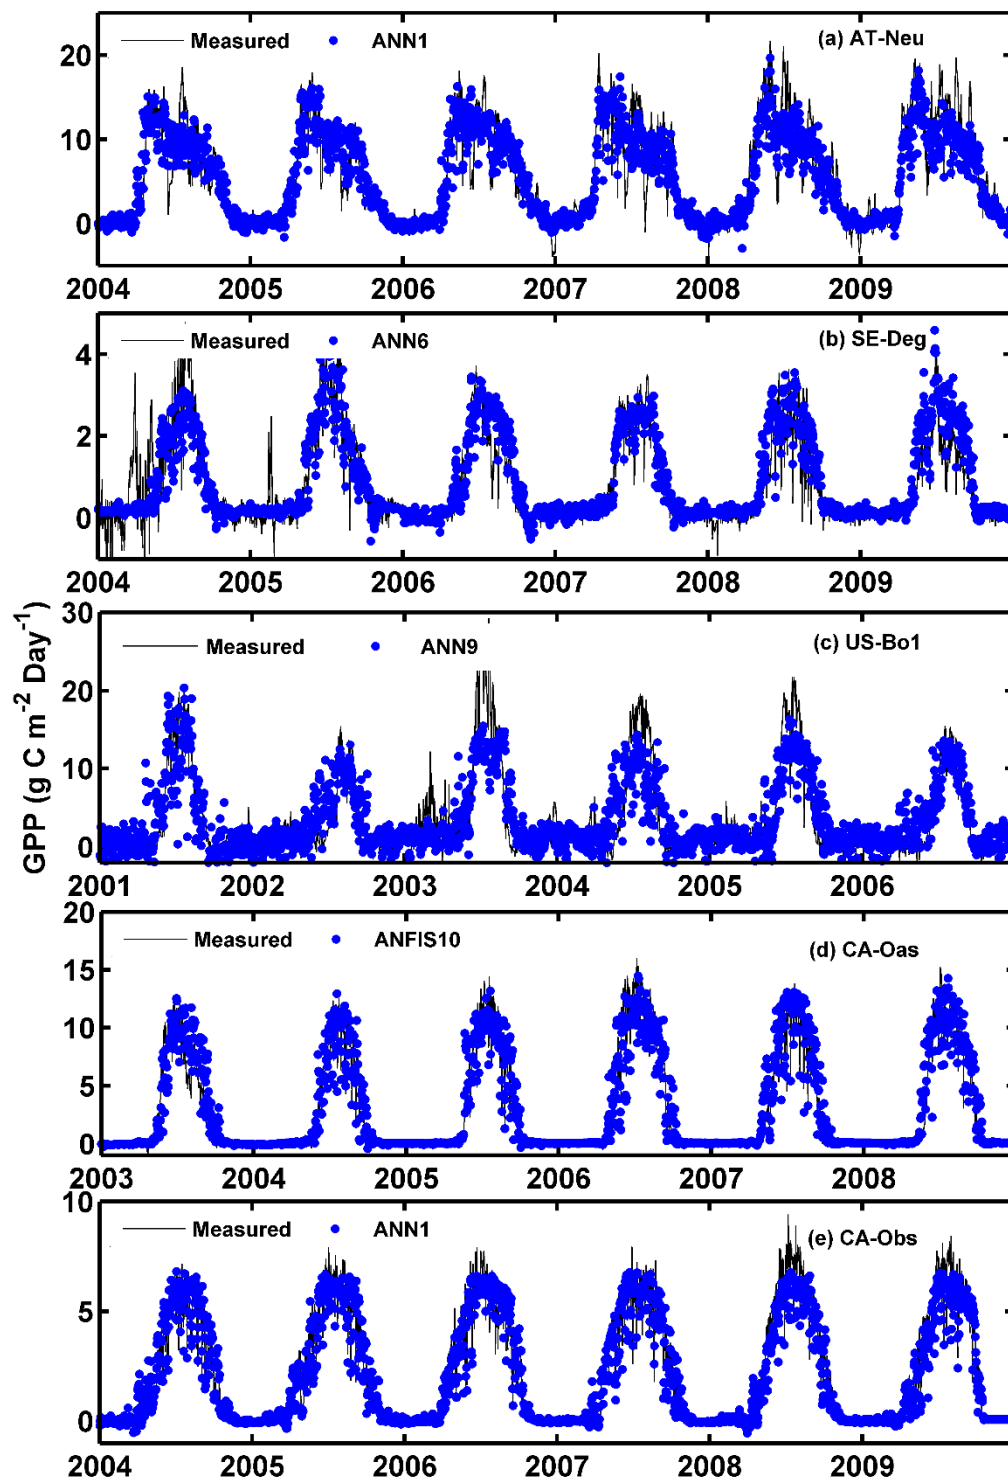 Measured ANN1 (a) AT-Neu
20
10
0
2004 2005 2006 2007 2008 2009
Measured ANN6 (b) SE-Deg
4
2
0
2004 2005 2006 2007 2008 2009
GPP (g C m⁻² Day⁻¹)
30
Measured ANN9 (c) US-Bo1
20
10
0
2001 2002 2003 2004 2005 2006
20
Measured ANFIS10 (d) CA-Oas
15
10
5
0
2003 2004 2005 2006 2007 2008
10
Measured ANN1 (e) CA-Obs
5
0
2004 2005 2006 2007 2008 2009